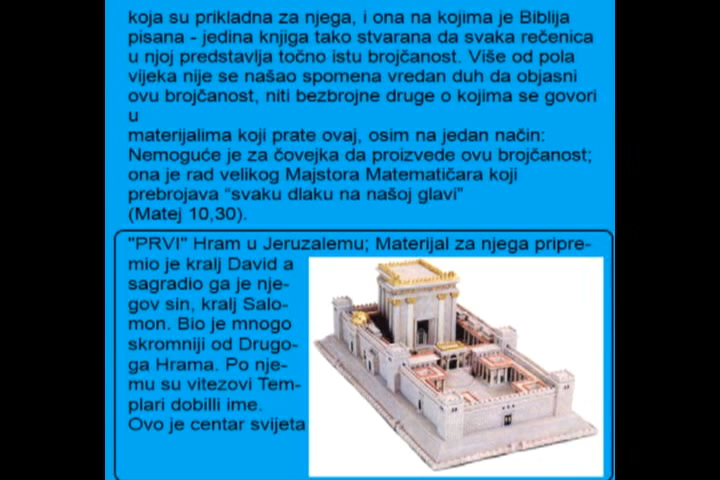 koja su prikladna za njega, i ona na kojima je Biblija
pisana - jedina knjiga tako stvarana da svaka rečenica
u njoj predstavlja točno istu brojčanost. Više od pola
vijeka nije se našao spomena vredan duh da objasni
ovu brojčanost, niti bezbrojne druge o kojima se govori
u
materijalima koji prate ovaj, osim na jedan način:
Nemoguće je za čovejka da proizvede ovu brojčanost;
ona je rad velikog Majstora Matematičara koji
prebrojava “svaku dlaku na našoj glavi”
(Matej 10,30).
"PRVI" Hram u Jeruzalemu; Materijal za njega pripre-
mio je kralj David a
sagradio ga je nje-
gov sin, kralj Salo-
mon. Bio je mnogo
skromniji od Drugo-
ga Hrama. Po nje-
mu su vitezovi Tem-
plari dobilli ime.
Ovo je centar svijeta